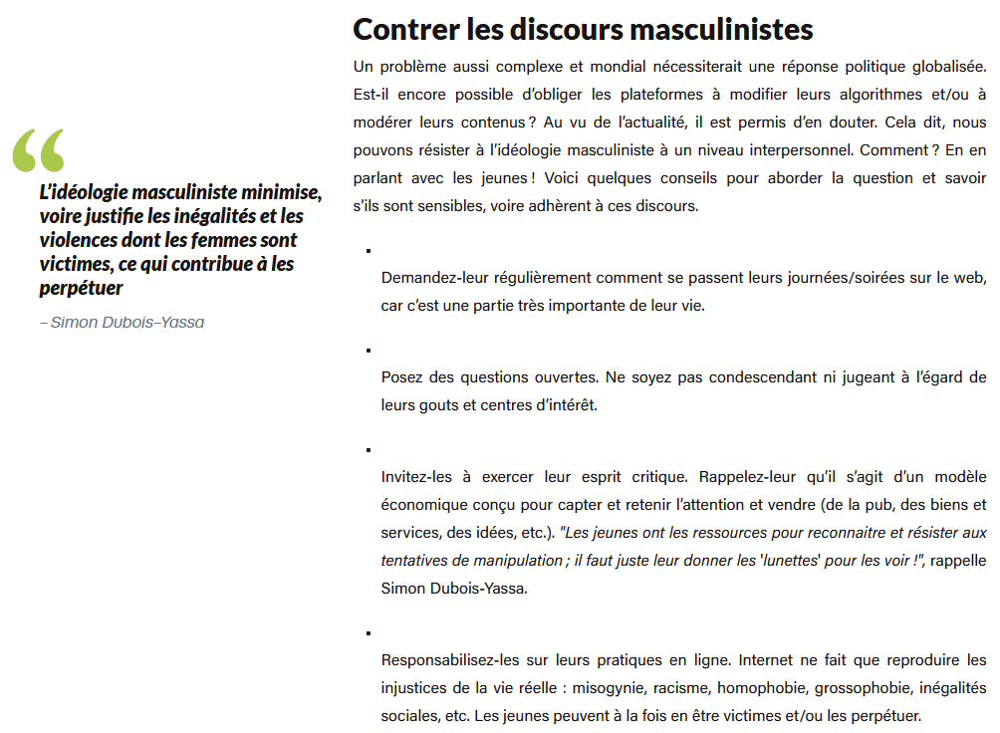 Contrer les discours masculinistes
Un problème aussi complexe et mondial nécessiterait une réponse politique globalisée.
Est-il encore possible d’obliger les plateformes à modifier leurs algorithmes et/ou à
modérer leurs contenus ? Au vu de l’actualité, il est permis d’en douter. Cela dit, nous
pouvons résister à l’idéologie masculiniste à un niveau interpersonnel. Comment ? En en
parlant avec les jeunes ! Voici quelques conseils pour aborder la question et savoir
s’ils sont sensibles, voire adhèrent à ces discours.
“
L’idéologie masculiniste minimise,
voire justifie les inégalités et les
violences dont les femmes sont
victimes, ce qui contribue à les
perpétuer
– Simon Dubois-Yassa
▪
Demandez-leur régulièrement comment se passent leurs journées/soirées sur le web,
car c’est une partie très importante de leur vie.
▪
Posez des questions ouvertes. Ne soyez pas condescendant ni jugeant à l’égard de
leurs gouts et centres d’intérêt.
▪
Invitez-les à exercer leur esprit critique. Rappelez-leur qu’il s’agit d’un modèle
économique conçu pour capter et retenir l’attention et vendre (de la pub, des biens et
services, des idées, etc.). "Les jeunes ont les ressources pour reconnaitre et résister aux
tentatives de manipulation ; il faut juste leur donner les 'lunettes' pour les voir !", rappelle
Simon Dubois-Yassa.
▪
Responsabilisez-les sur leurs pratiques en ligne. Internet ne fait que reproduire les
injustices de la vie réelle : misogynie, racisme, homophobie, grossophobie, inégalités
sociales, etc. Les jeunes peuvent à la fois en être victimes et/ou les perpétuer.